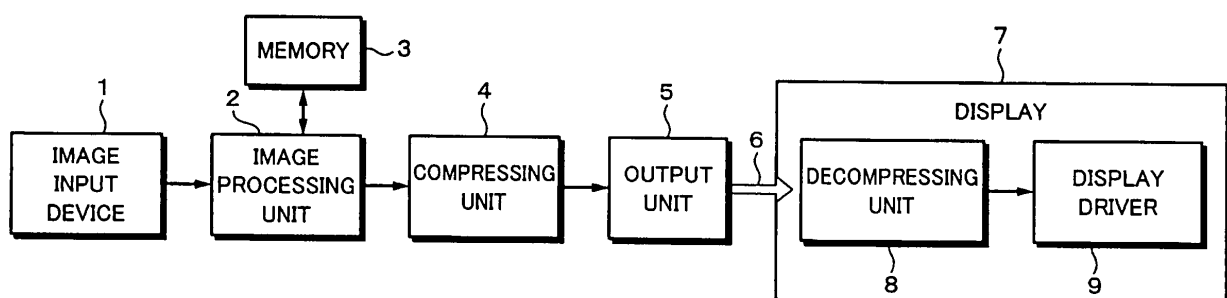 MEMORY
3
7
1
2
4
5
DISPLAY
6
IMAGE
INPUT
DEVICE
IMAGE
PROCESSING
UNIT
COMPRESSING
UNIT
OUTPUT
UNIT
DECOMPRESSING
UNIT
DISPLAY
DRIVER
8
9